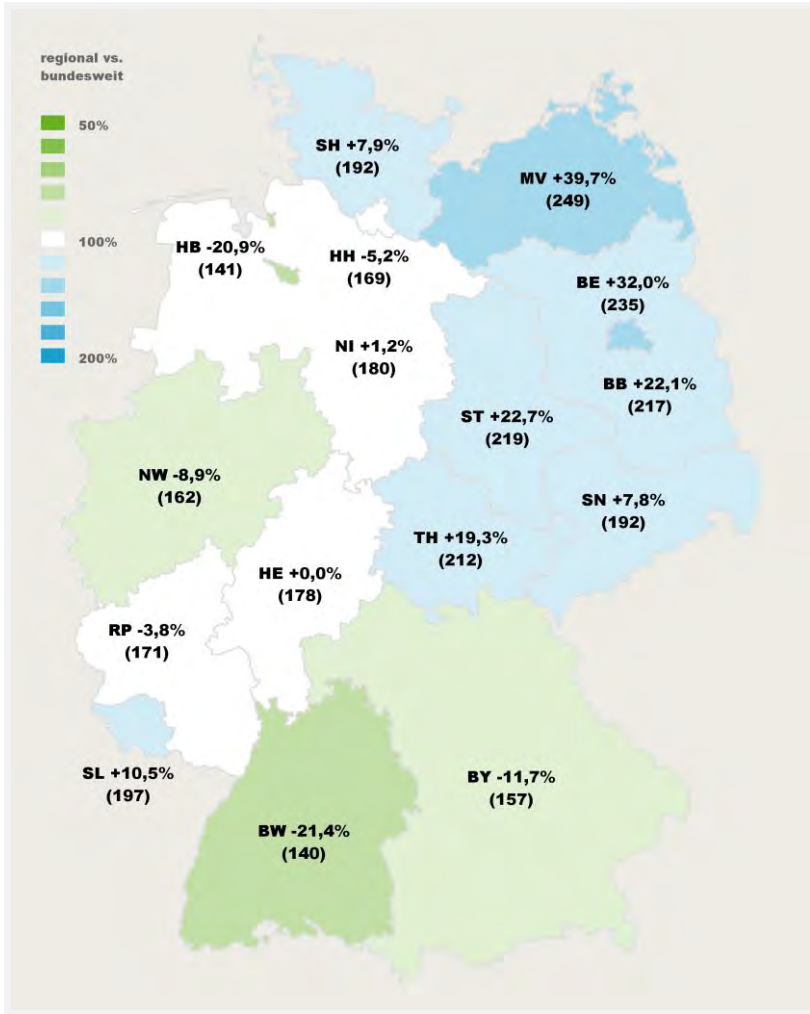 regional vs.
bundesweit
50%
100%
200%
SH +7,9%
(192)
MV +39,7%
(249)
HB -20,9%
(141)
HH -5,2%
(169)
BE +32,0%
(235)
NI +1,2%
(180)
BB +22,1%
(217)
ST +22,7%
(219)
NW -8,9%
(162)
SN +7,8%
(192)
TH +19,3%
(212)
HE +0,0%
(178)
RP -3,8%
(171)
SL +10,5%
(197)
BY -11,7%
(157)
BW -21,4%
(140)